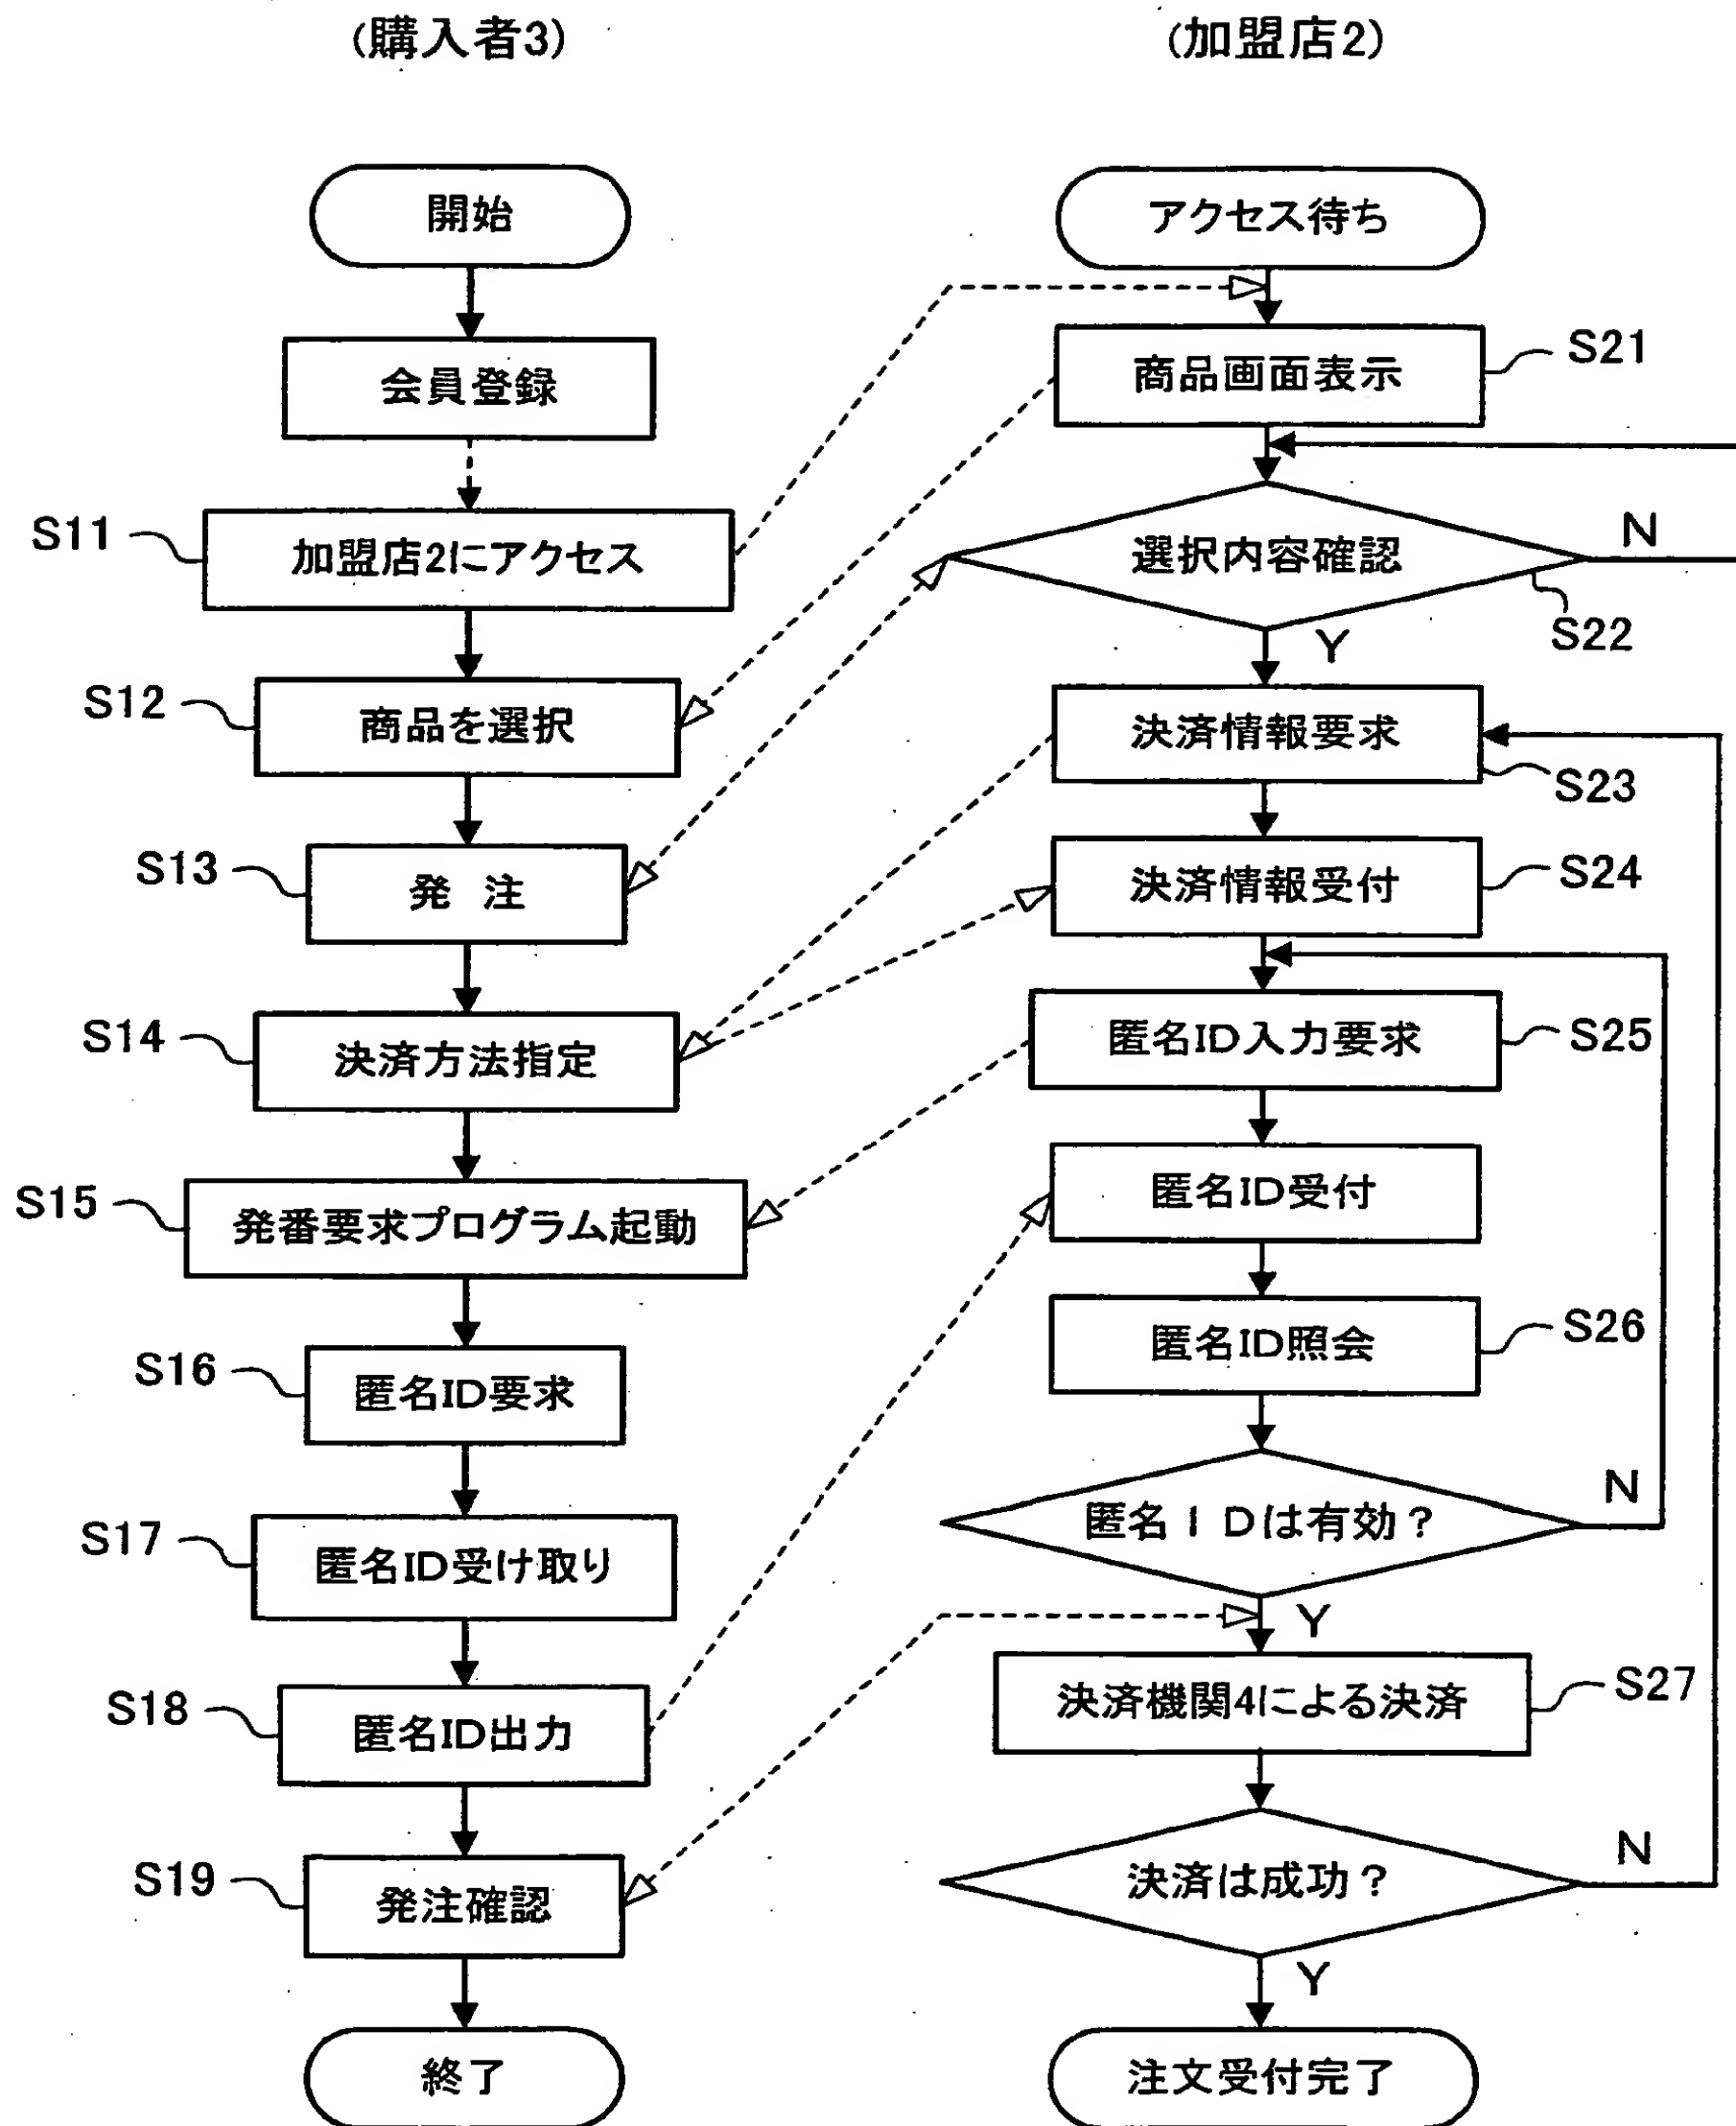 (購入者3)
開始
会員登録
S11
加盟店2にアクセス
S12
商品を選択
S13
発 注
S14
決済方法指定
S15
発番要求プログラム起動
S16
匿名ID要求
S17
匿名ID受け取り
S18
匿名ID出力
S19
発注確認
終了
(加盟店2)
アクセス待ち
商品画面表示
S21
選択内容確認
N
S22
Y
決済情報要求
S23
決済情報受付
S24
匿名ID入力要求
S25
匿名ID受付
匿名ID照会
S26
匿名IDは有効?
N
Y
決済機関4による決済
S27
決済は成功?
N
Y
注文受付完了